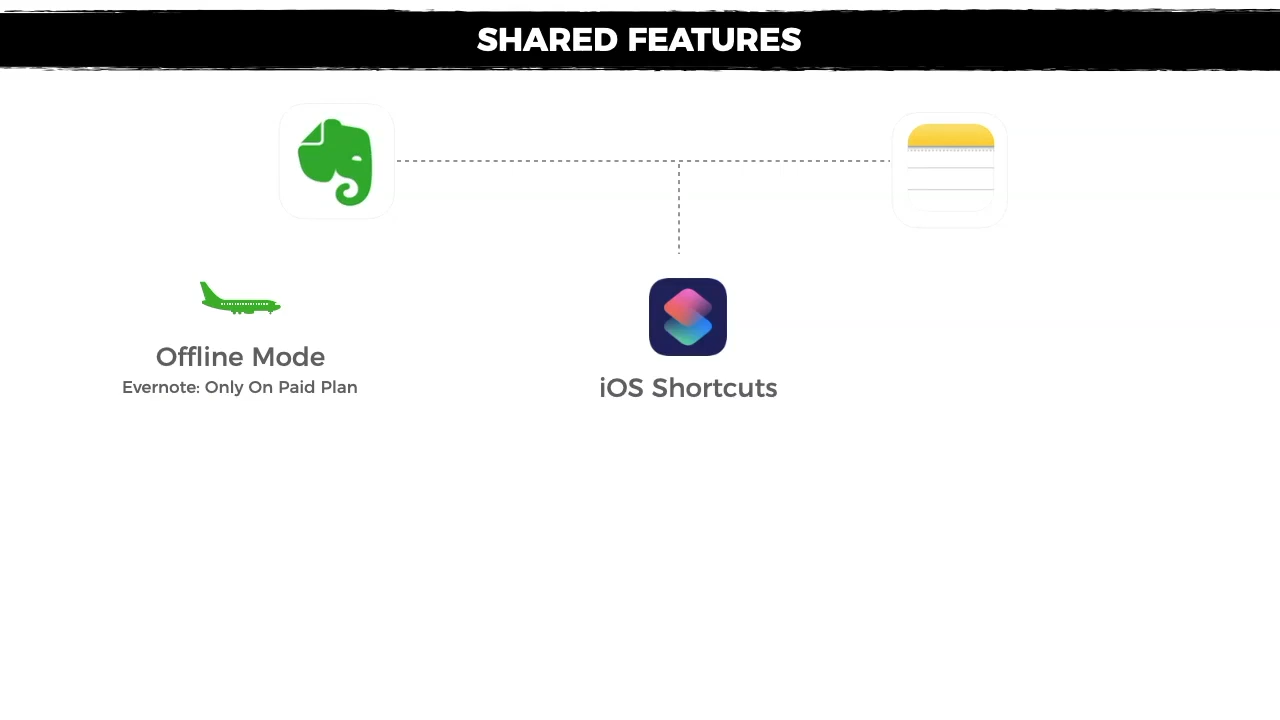 SHARED FEATURES
Offline Mode
Evernote: Only On Paid Plan
iOS Shortcuts